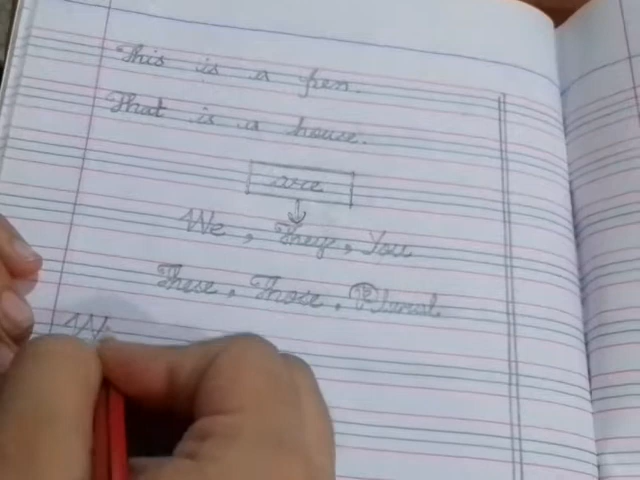 This is a pen.
That is a house.
are
We, They, You
These, Those, Plural.
W